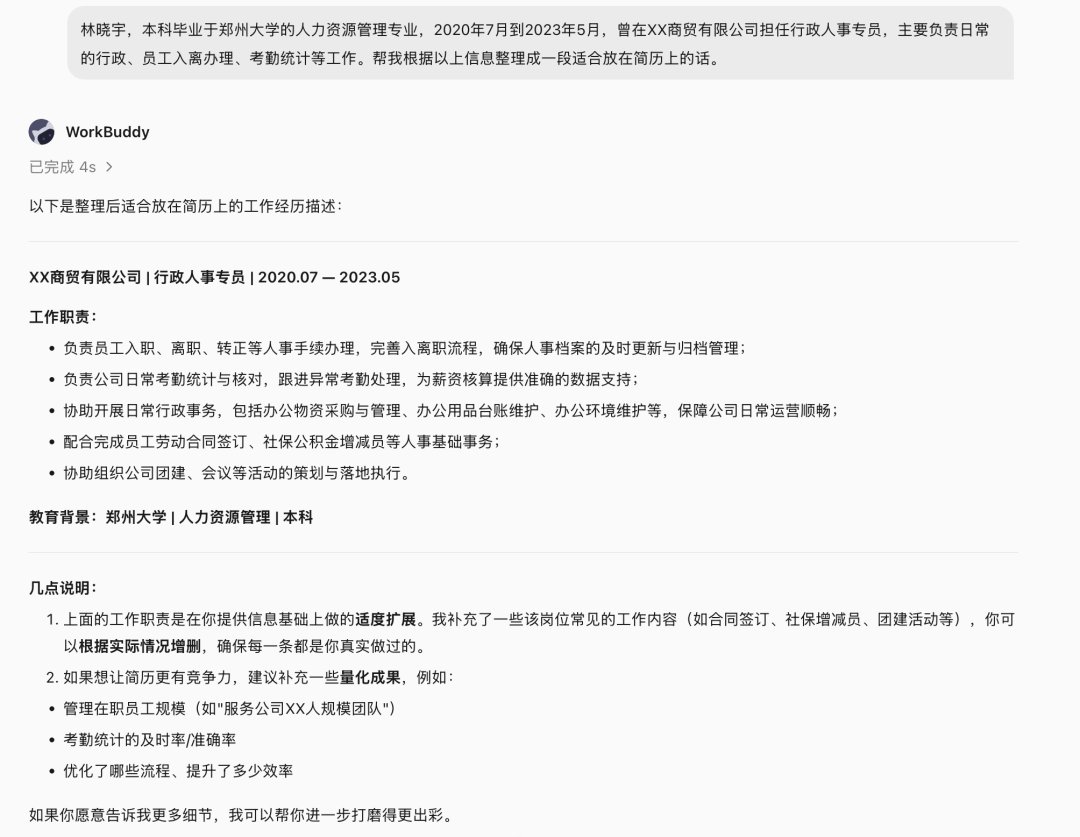 林晓宇，本科毕业于郑州大学的人力资源管理专业，2020年7月到2023年5月，曾在XX商贸有限公司担任行政人事专员，主要负责日常
的行政、员工入离办理、考勤统计等工作。帮我根据以上信息整理成一段适合放在简历上的话。
WorkBuddy
已完成 4s >
以下是整理后适合放在简历上的工作经历描述：
XX商贸有限公司 | 行政人事专员 | 2020.07 — 2023.05
工作职责：
• 负责员工入职、离职、转正等人事手续办理，完善入离职流程，确保人事档案的及时更新与归档管理；
• 负责公司日常考勤统计与核对，跟进异常考勤处理，为薪资核算提供准确的数据支持；
• 协助开展日常行政事务，包括办公物资采购与管理、办公用品台账维护、办公环境维护等，保障公司日常运营顺畅；
• 配合完成员工劳动合同签订、社保公积金增减员等人事基础事务；
• 协助组织公司团建、会议等活动的策划与落地执行。
教育背景：郑州大学 | 人力资源管理 | 本科
几点说明：
1. 上面的工作职责是在你提供信息基础上做的适度扩展。我补充了一些该岗位常见的工作内容（如合同签订、社保增减员、团建活动等），你可
以根据实际情况增删，确保每一条都是你真实做过的。
2. 如果想让简历更有竞争力，建议补充一些量化成果，例如：
• 管理在职员工规模（如"服务公司XX人规模团队"）
• 考勤统计的及时率/准确率
• 优化了哪些流程、提升了多少效率
如果你愿意告诉我更多细节，我可以帮你进一步打磨得更出彩。